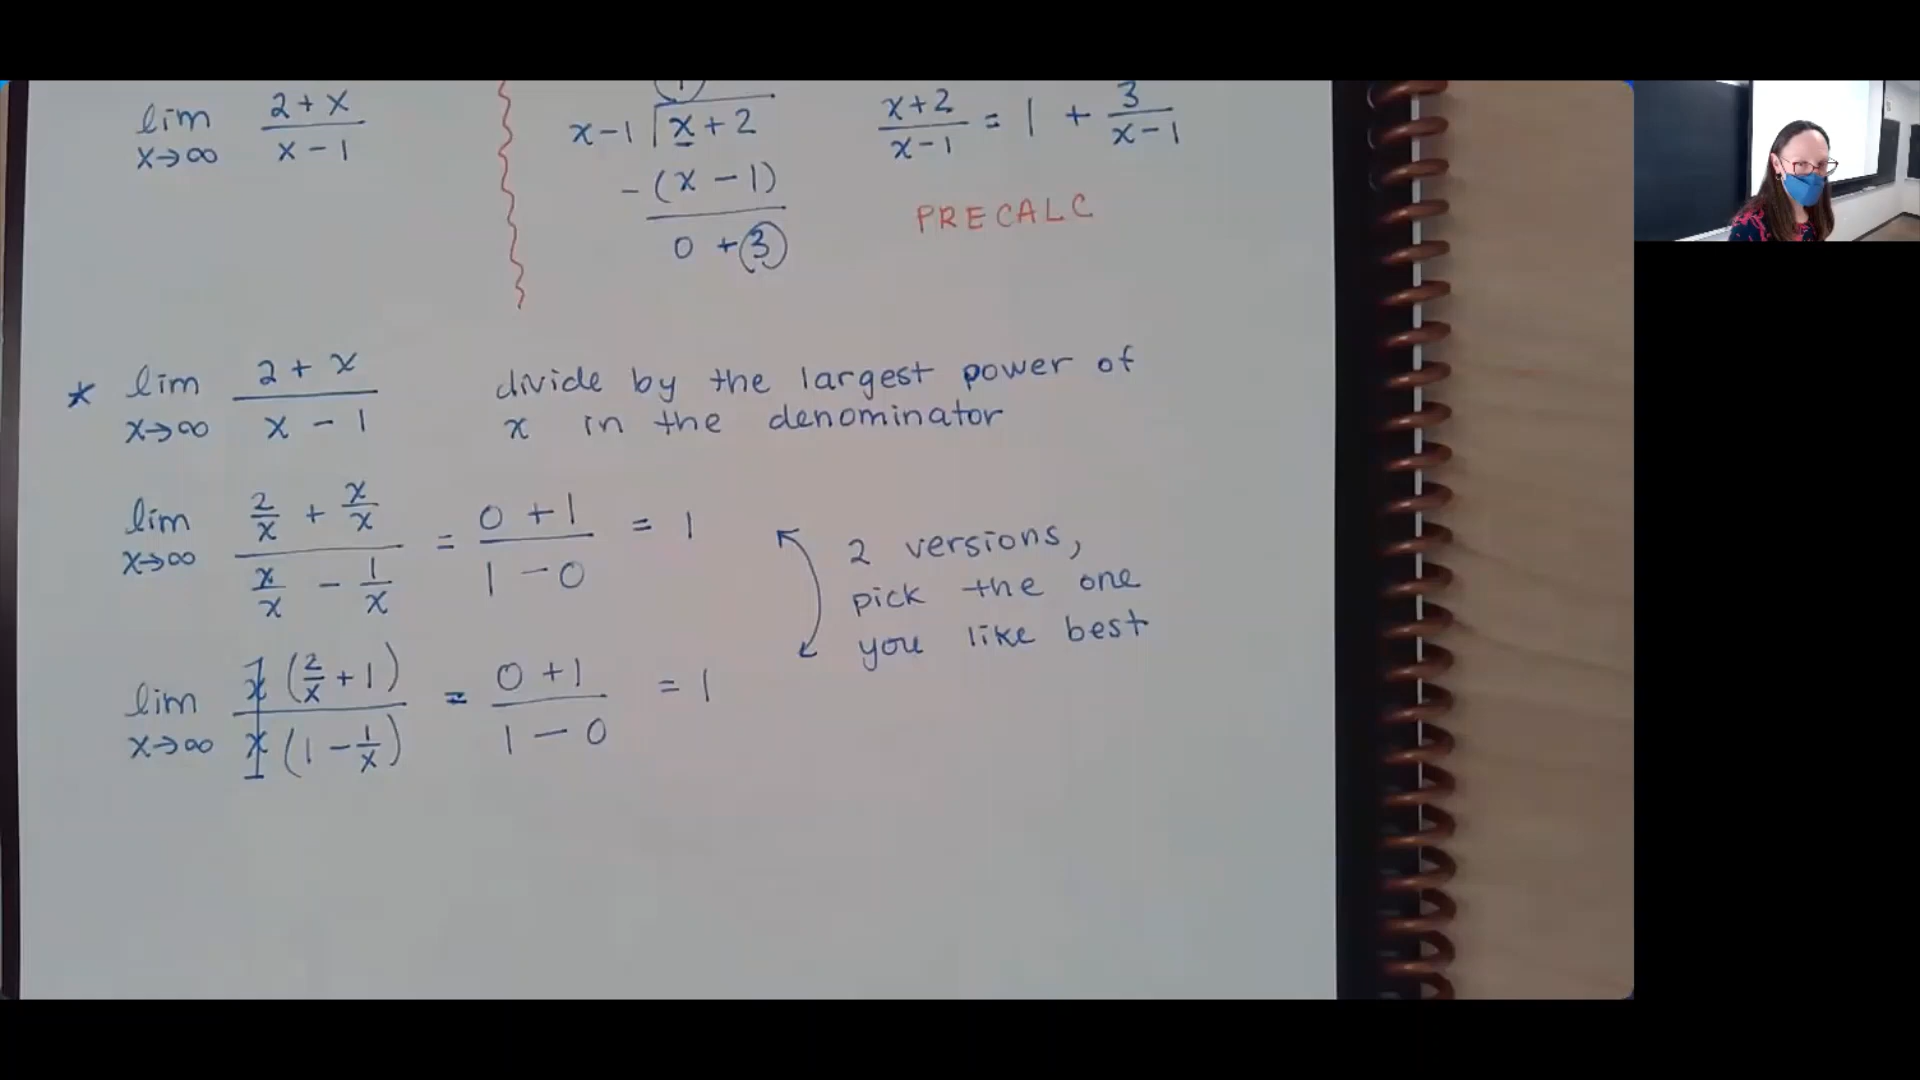 lim x→∞ (2 + x)/(x - 1)
x-1 | x + 2
-(x - 1)
0 + 3
(x+2)/(x-1) = 1 + 3/(x-1)
PRECALC
* lim x→∞ (2 + x)/(x - 1)
divide by the largest power of
x in the denominator
lim x→∞ (2/x + x/x)/(x/x - 1/x) = (0 + 1)/(1 - 0) = 1
2 versions,
pick the one
you like best
lim x→∞ x(2/x + 1)/x(1 - 1/x) = (0 + 1)/(1 - 0) = 1